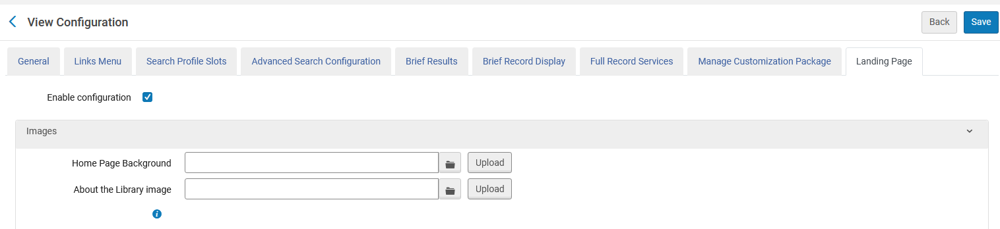 View Configuration
Back
Save
General
Links Menu
Search Profile Slots
Advanced Search Configuration
Brief Results
Brief Record Display
Full Record Services
Manage Customization Package
Landing Page
Enable configuration
Images
Home Page Background
Upload
About the Library image
Upload